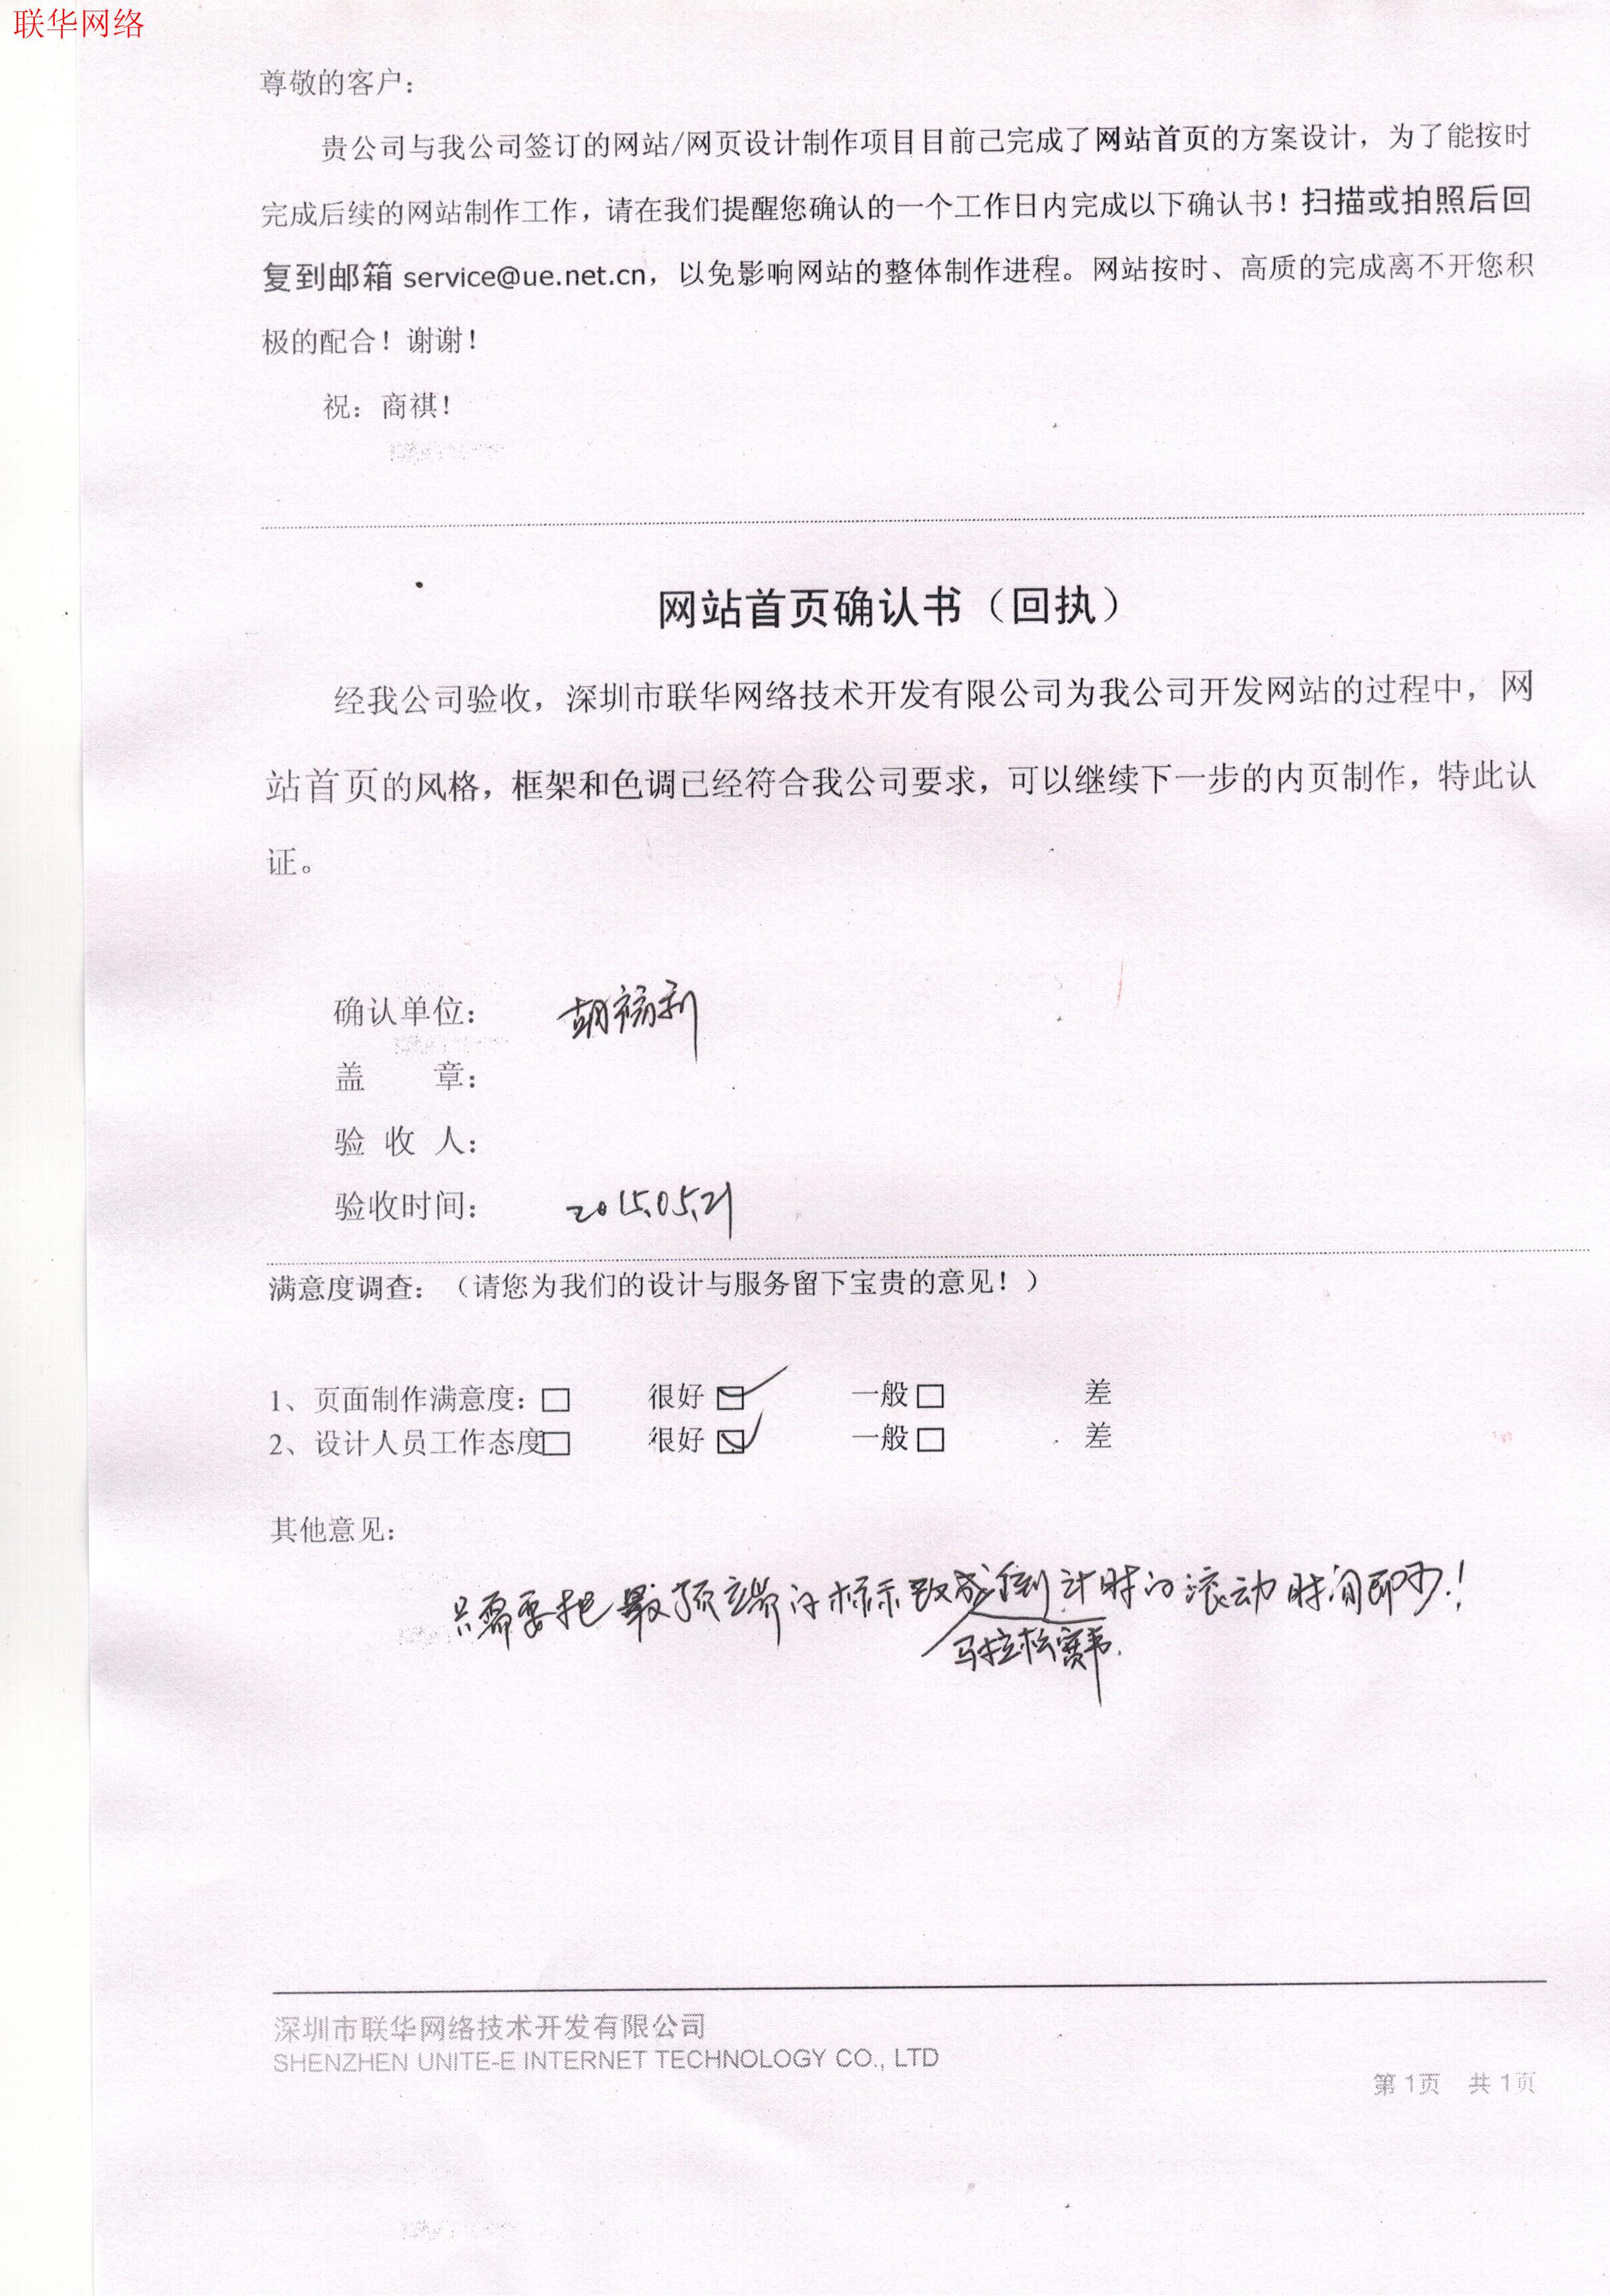 联华网络
尊敬的客户：
贵公司与我公司签订的网站/网页设计制作项目目前己完成了网站首页的方案设计，为了能按时
完成后续的网站制作工作，请在我们提醒您确认的一个工作日内完成以下确认书！扫描或拍照后回
复到邮箱 service@ue.net.cn，以免影响网站的整体制作进程。网站按时、高质的完成离不开您积
极的配合！谢谢！
祝：商祺！
网站首页确认书（回执）
经我公司验收，深圳市联华网络技术开发有限公司为我公司开发网站的过程中，网
站首页的风格，框架和色调已经符合我公司要求，可以继续下一步的内页制作，特此认
证。
确认单位： 胡
盖 章：
验 收 人：
验收时间： 2015.05.21
满意度调查：（请您为我们的设计与服务留下宝贵的意见！）
1、页面制作满意度：□ 很好 ☑ 一般 □ 差
2、设计人员工作态度□ 很好 ☑ 一般 □ 差
其他意见：
只需要把最顶端的标示改成倒计时的滚动时间即可！
马拉松赛事.
深圳市联华网络技术开发有限公司
SHENZHEN UNITE-E INTERNET TECHNOLOGY CO., LTD
第 1页 共 1页